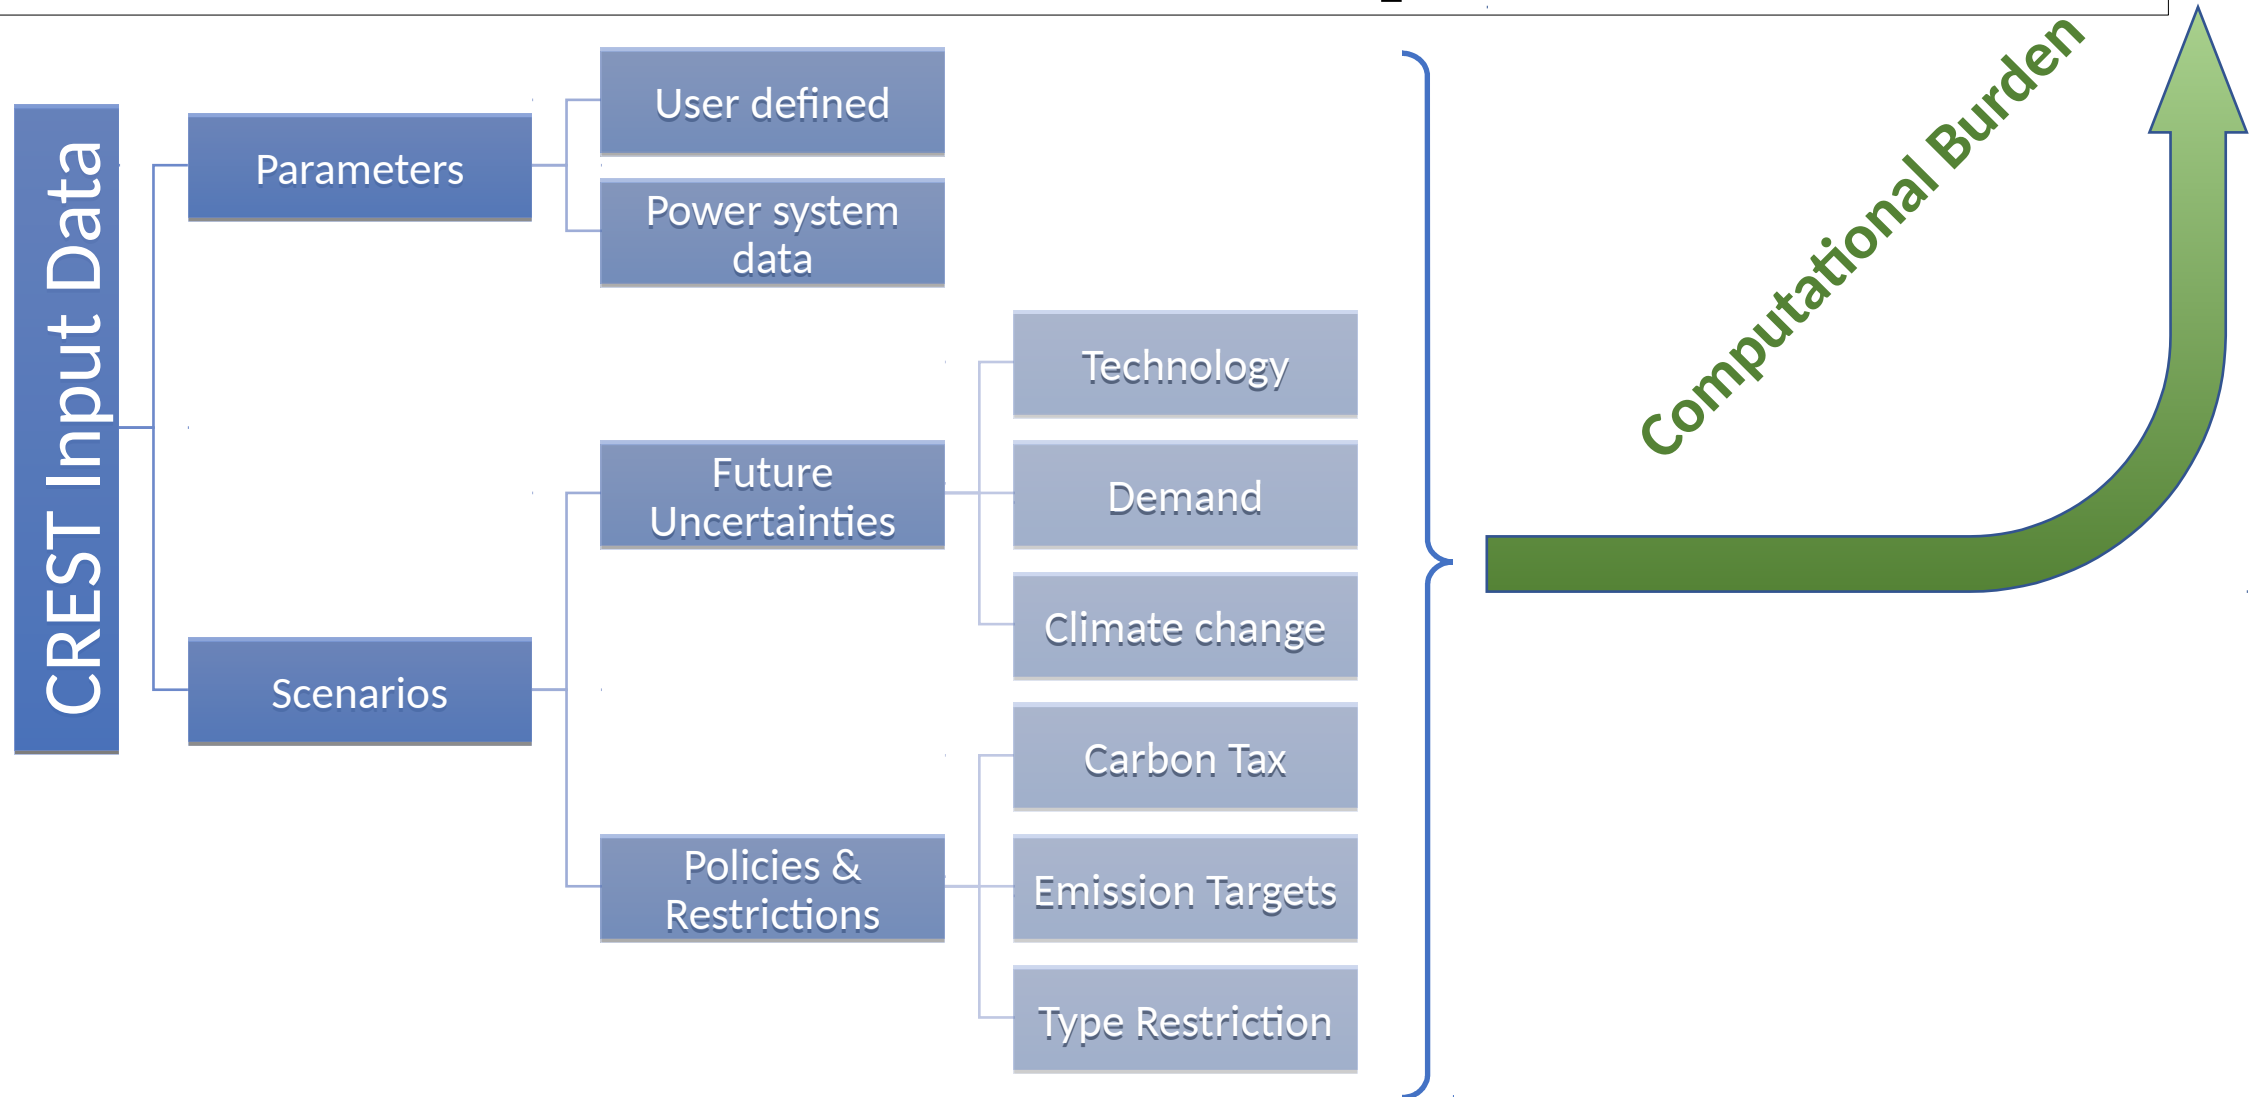 CREST Input Data
Parameters
User defined
Power system
data
Scenarios
Future
Uncertainties
Technology
Demand
Climate change
Policies &
Restrictions
Carbon Tax
Emission Targets
Type Restriction
Computational Burden